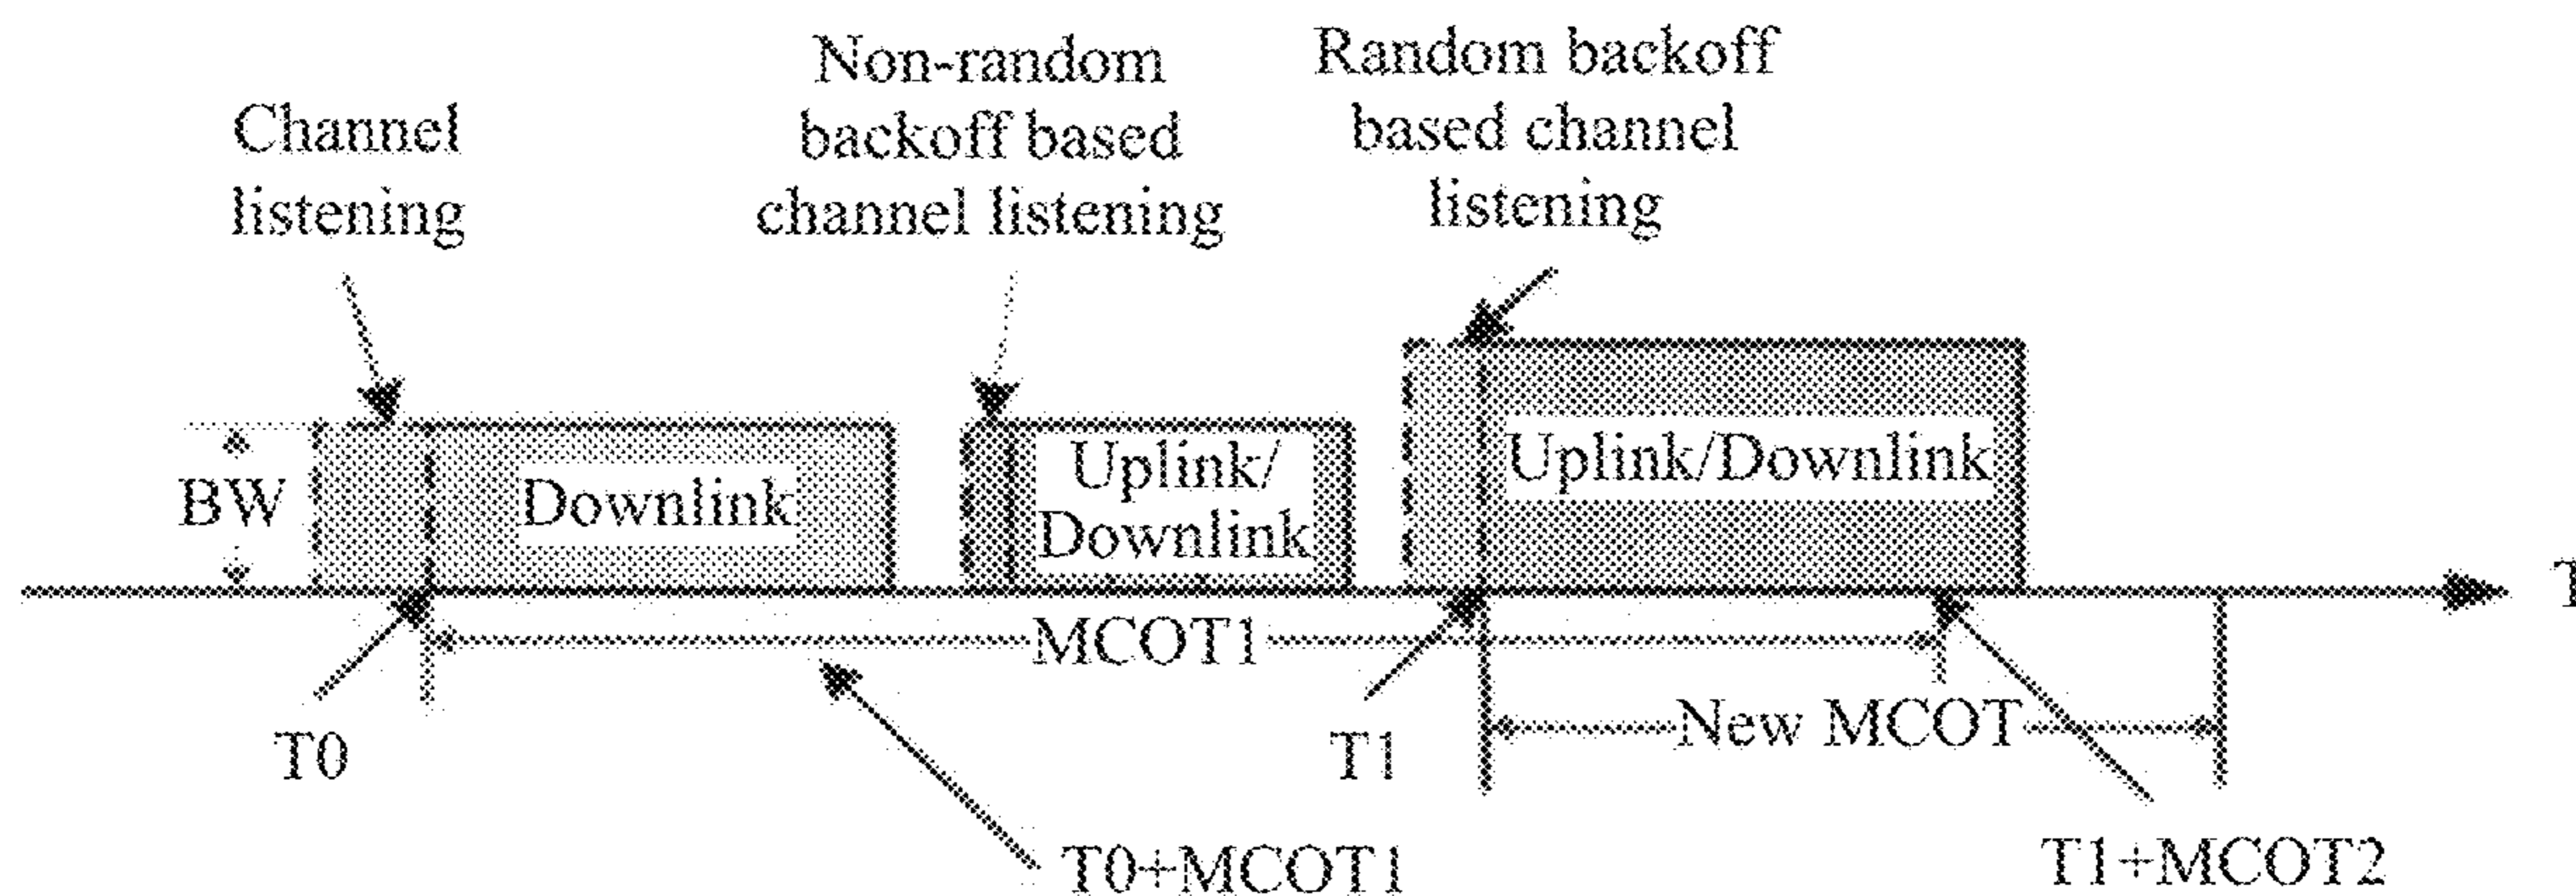 Channel
listening
Non-random
backoff based
channel listening
Random backoff
based channel
listening
BW
Downlink
Uplink/
Downlink
Uplink/Downlink
T
MCOT1
T0
T1
New MCOT
T0+MCOT1
T1+MCOT2